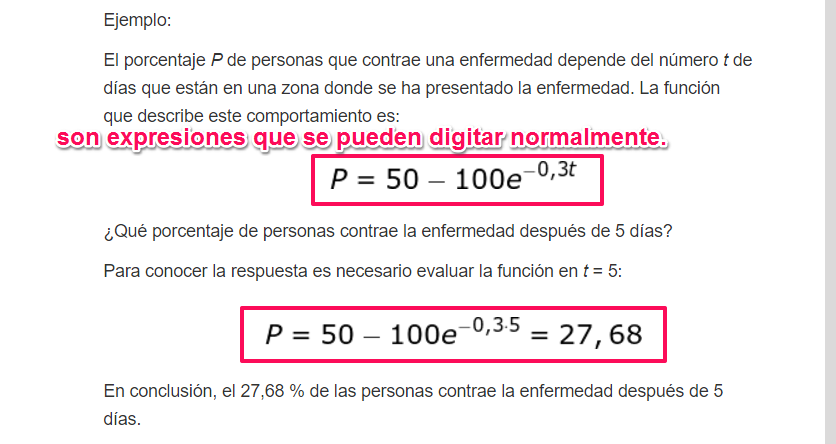 Ejemplo:
El porcentaje P de personas que contrae una enfermedad depende del número t de
días que están en una zona donde se ha presentado la enfermedad. La función
que describe este comportamiento es:
son expresiones que se pueden digitar normalmente.
P = 50 − 100e^{−0,3t}
¿Qué porcentaje de personas contrae la enfermedad después de 5 días?
Para conocer la respuesta es necesario evaluar la función en t = 5:
P = 50 − 100e^{−0,3·5} = 27,68
En conclusión, el 27,68 % de las personas contrae la enfermedad después de 5
días.